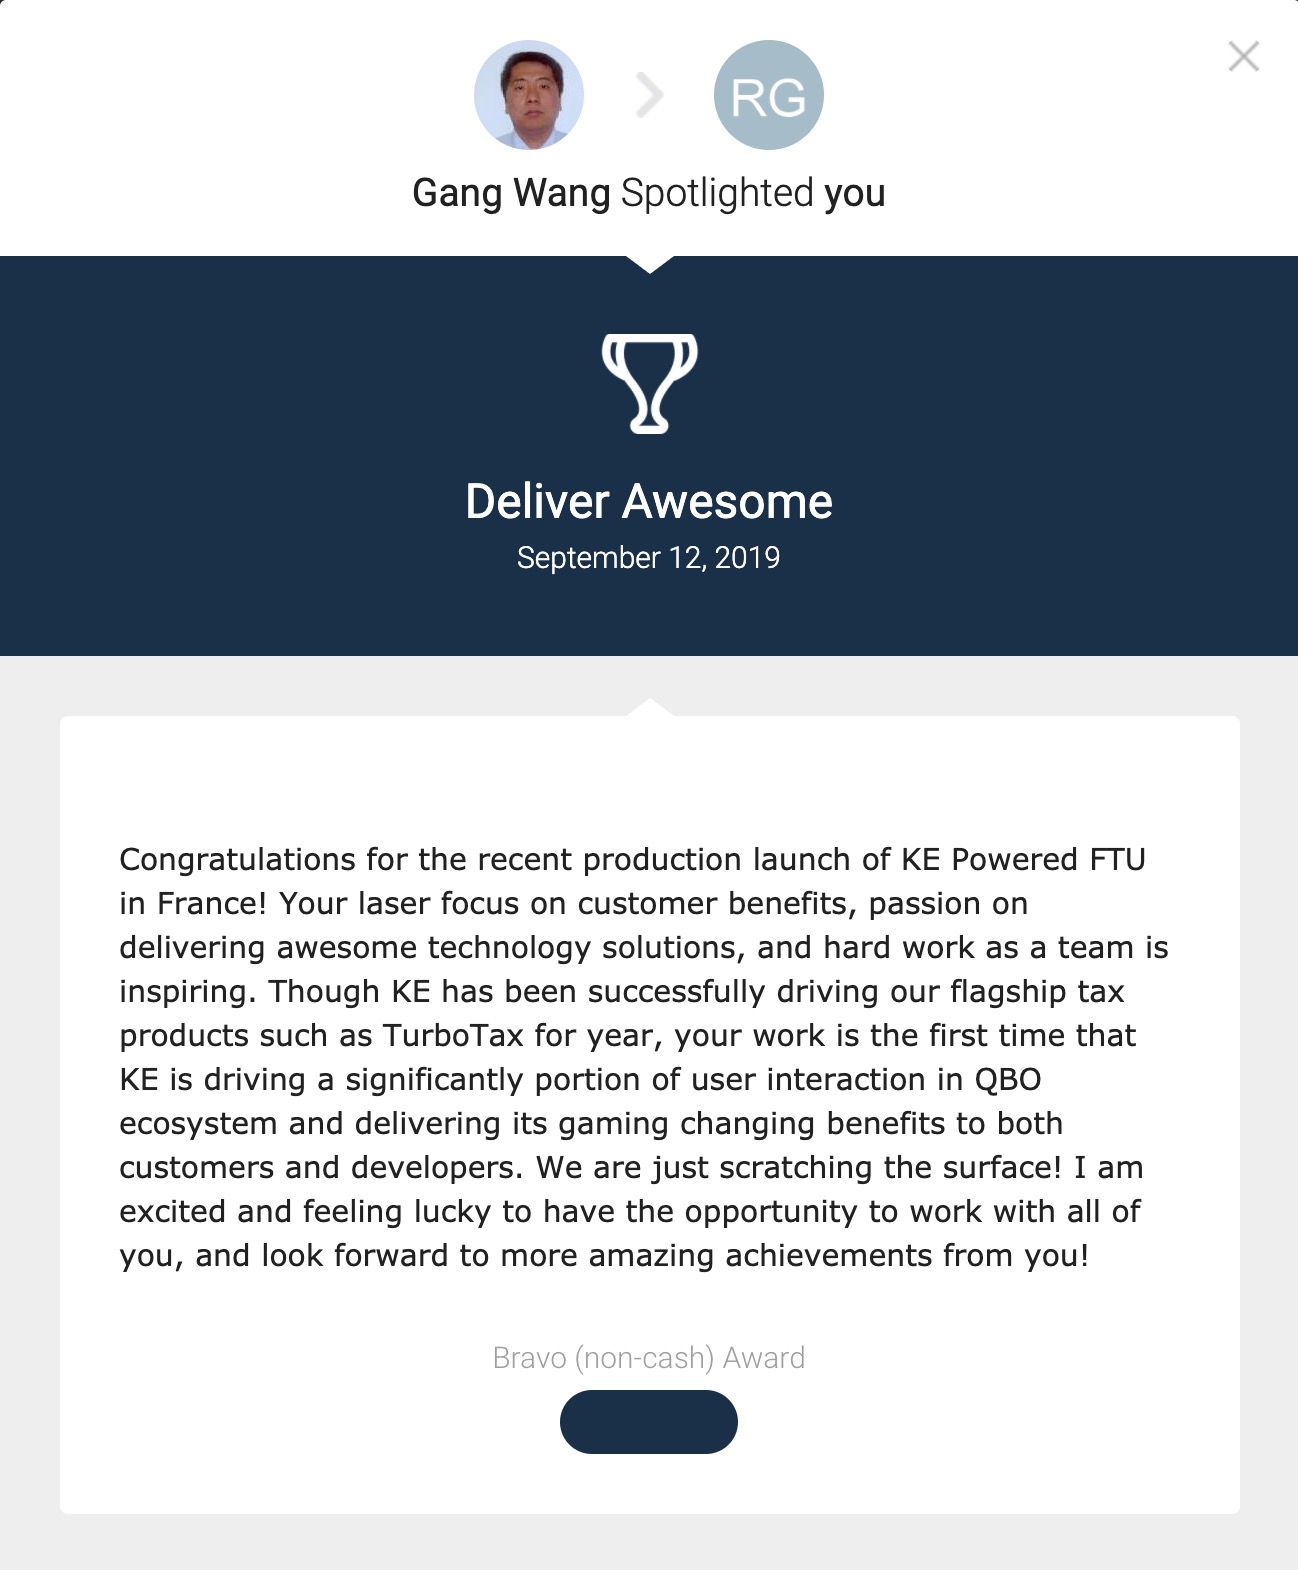 RG
Gang Wang Spotlighted you
Deliver Awesome
September 12, 2019
Congratulations for the recent production launch of KE Powered FTU
in France! Your laser focus on customer benefits, passion on
delivering awesome technology solutions, and hard work as a team is
inspiring. Though KE has been successfully driving our flagship tax
products such as TurboTax for year, your work is the first time that
KE is driving a significantly portion of user interaction in QBO
ecosystem and delivering its gaming changing benefits to both
customers and developers. We are just scratching the surface! I am
excited and feeling lucky to have the opportunity to work with all of
you, and look forward to more amazing achievements from you!
Bravo (non-cash) Award